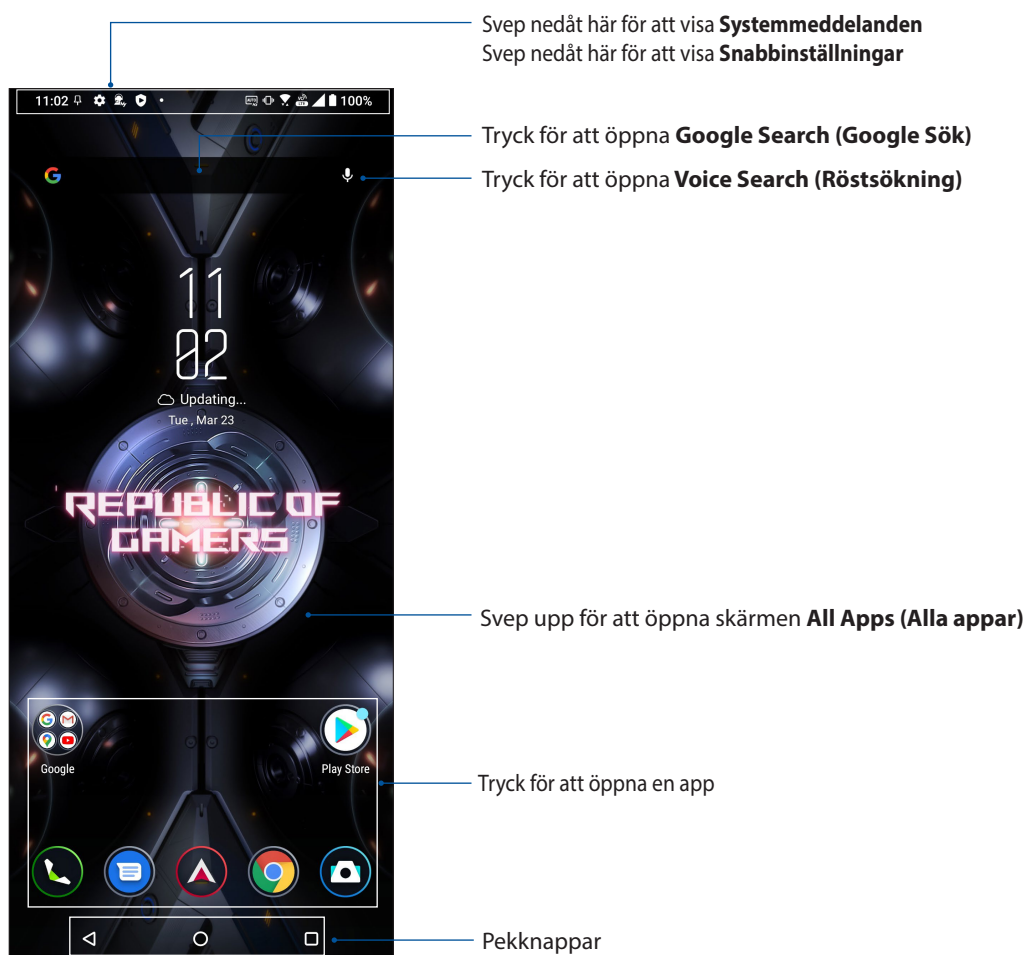 Svep nedåt här för att visa Systemmeddelanden
Svep nedåt här för att visa Snabbinställningar
11:02
100%
Tryck för att öppna Google Search (Google Sök)
Tryck för att öppna Voice Search (Röstsökning)
11
02
Updating...
Tue , Mar 23
REPUBLIC OF
GAMERS
Svep upp för att öppna skärmen All Apps (Alla appar)
Google
Play Store
Tryck för att öppna en app
Pekknappar